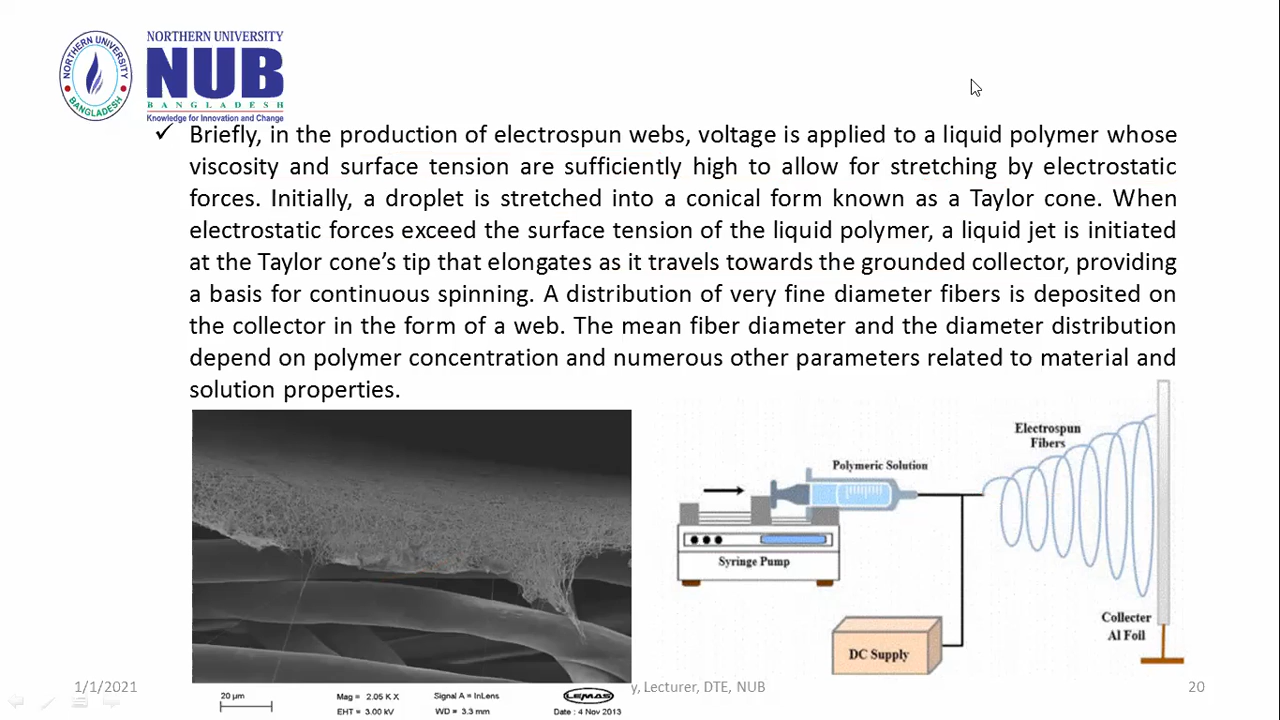 NORTHERN UNIVERSITY
BANGLADESH
NORTHERN UNIVERSITY
NUB
BANGLADESH
Knowledge for Innovation and Change
✓ Briefly, in the production of electrospun webs, voltage is applied to a liquid polymer whose
viscosity and surface tension are sufficiently high to allow for stretching by electrostatic
forces. Initially, a droplet is stretched into a conical form known as a Taylor cone. When
electrostatic forces exceed the surface tension of the liquid polymer, a liquid jet is initiated
at the Taylor cone’s tip that elongates as it travels towards the grounded collector, providing
a basis for continuous spinning. A distribution of very fine diameter fibers is deposited on
the collector in the form of a web. The mean fiber diameter and the diameter distribution
depend on polymer concentration and numerous other parameters related to material and
solution properties.
Electrospun
Fibers
Polymeric Solution
Syringe Pump
DC Supply
Collecter
Al Foil
20 µm
Mag = 2.05 K X
EHT = 3.00 kV
Signal A = InLens
WD = 3.3 mm
LEMAS
Date : 4 Nov 2013
1/1/2021
y, Lecturer, DTE, NUB
20